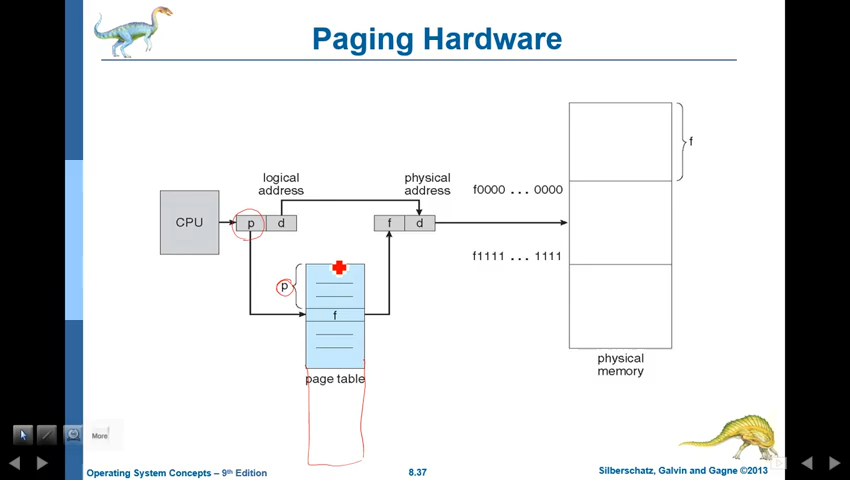 Paging Hardware
logical
address
physical
address
f0000 ... 0000
f
CPU
p
d
f
d
f1111 ... 1111
p
f
page table
physical
memory
More
Operating System Concepts – 9th Edition
8.37
Silberschatz, Galvin and Gagne ©2013